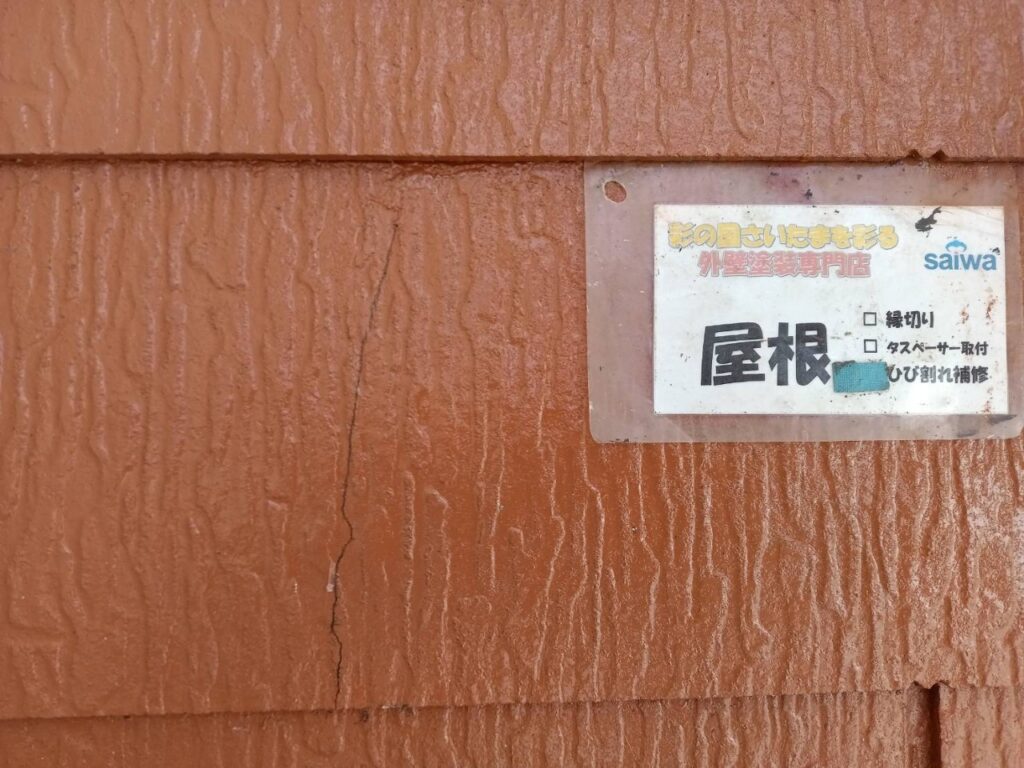 彩の国さいたまを彩る
外壁塗装専門店
saiwa
屋根
□ 縁切り
□ タスペーサー取付
ひび割れ補修